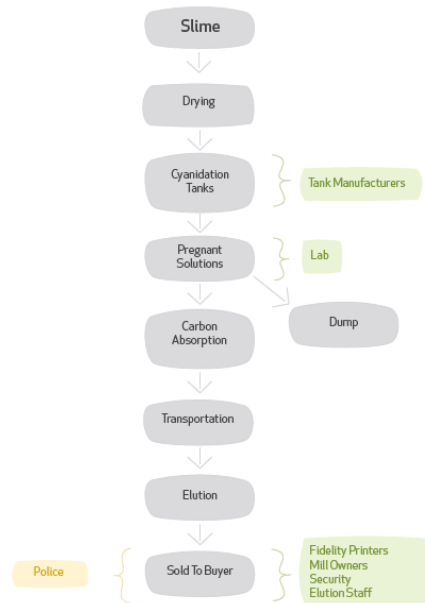 Slime
Drying
Cyanidation
Tanks
Tank Manufacturers
Pregnant
Solutions
Lab
Dump
Carbon
Absorption
Transportation
Elution
Police
Sold To Buyer
Fidelity Printers
Mill Owners
Security
Elution Staff